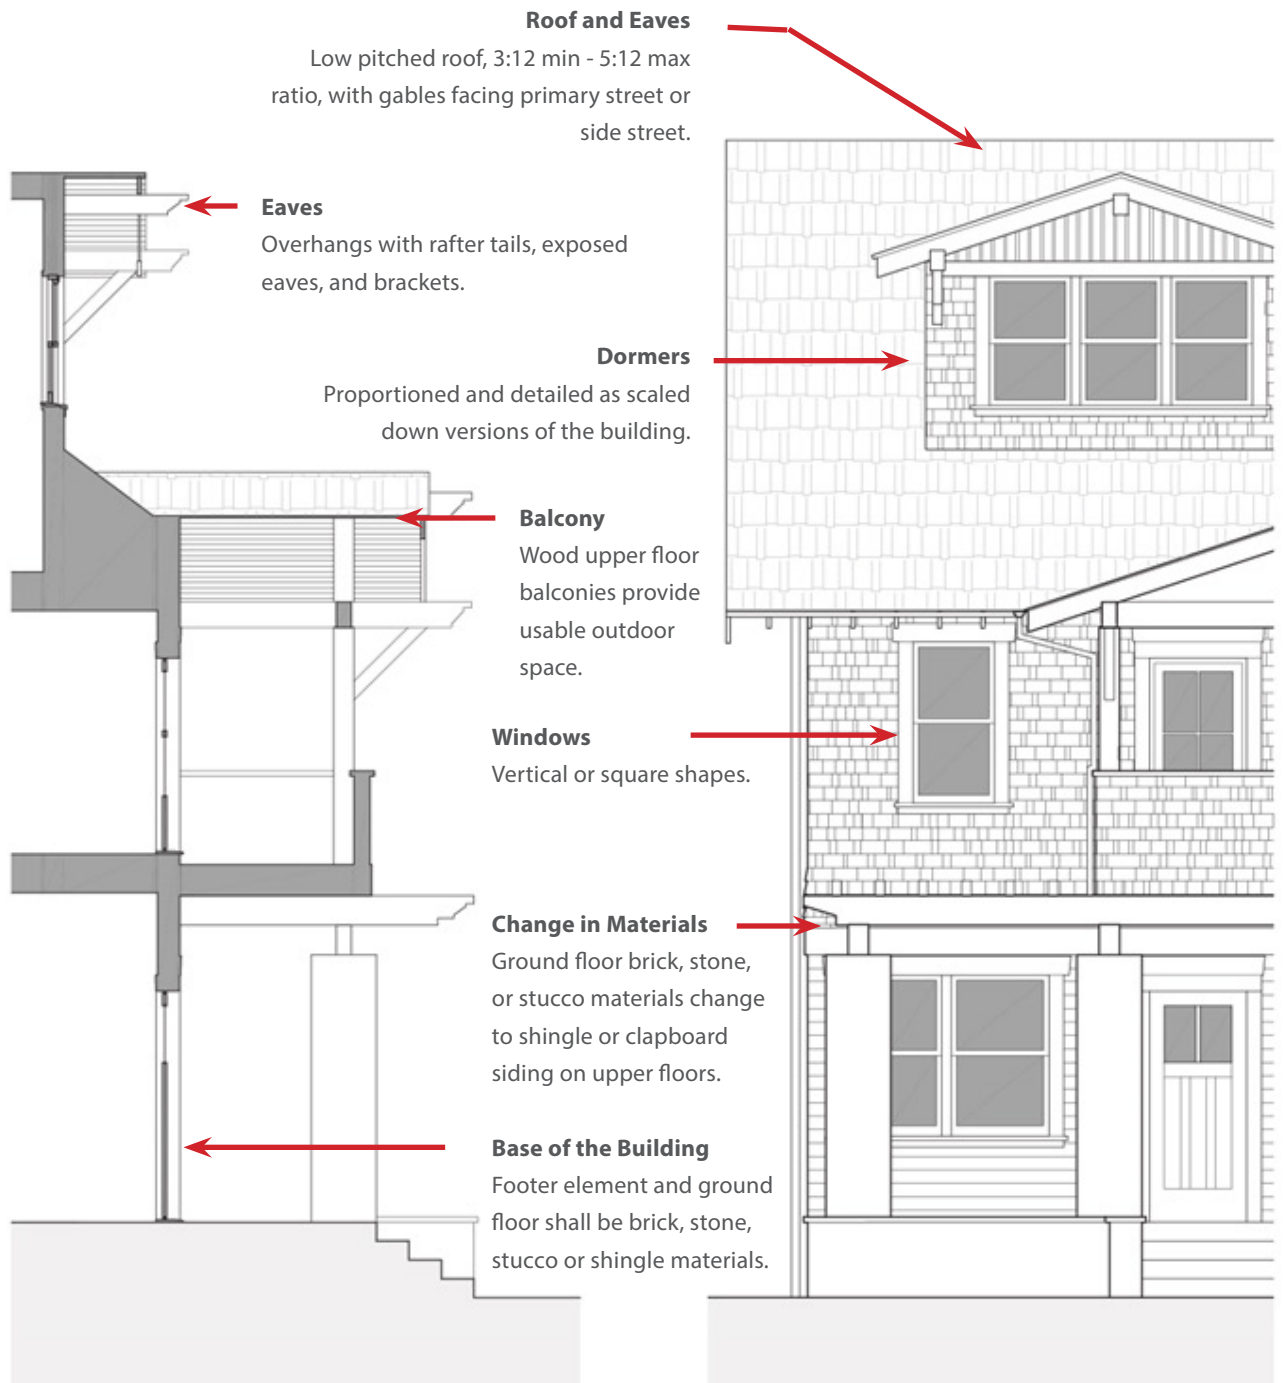 Roof and Eaves
Low pitched roof, 3:12 min - 5:12 max
ratio, with gables facing primary street or
side street.
Eaves
Overhangs with rafter tails, exposed
eaves, and brackets.
Dormers
Proportioned and detailed as scaled
down versions of the building.
Balcony
Wood upper floor
balconies provide
usable outdoor
space.
Windows
Vertical or square shapes.
Change in Materials
Ground floor brick, stone,
or stucco materials change
to shingle or clapboard
siding on upper floors.
Base of the Building
Footer element and ground
floor shall be brick, stone,
stucco or shingle materials.